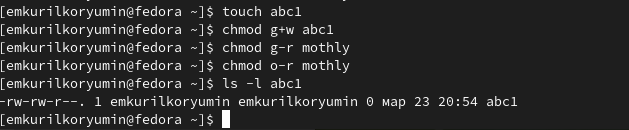 [emkurilkoryumin@fedora ~]$ touch abc1
[emkurilkoryumin@fedora ~]$ chmod g+w abc1
[emkurilkoryumin@fedora ~]$ chmod g-r mothly
[emkurilkoryumin@fedora ~]$ chmod o-r mothly
[emkurilkoryumin@fedora ~]$ ls -l abc1
-rw-rw-r--. 1 emkurilkoryumin emkurilkoryumin 0 мар 23 20:54 abc1
[emkurilkoryumin@fedora ~]$